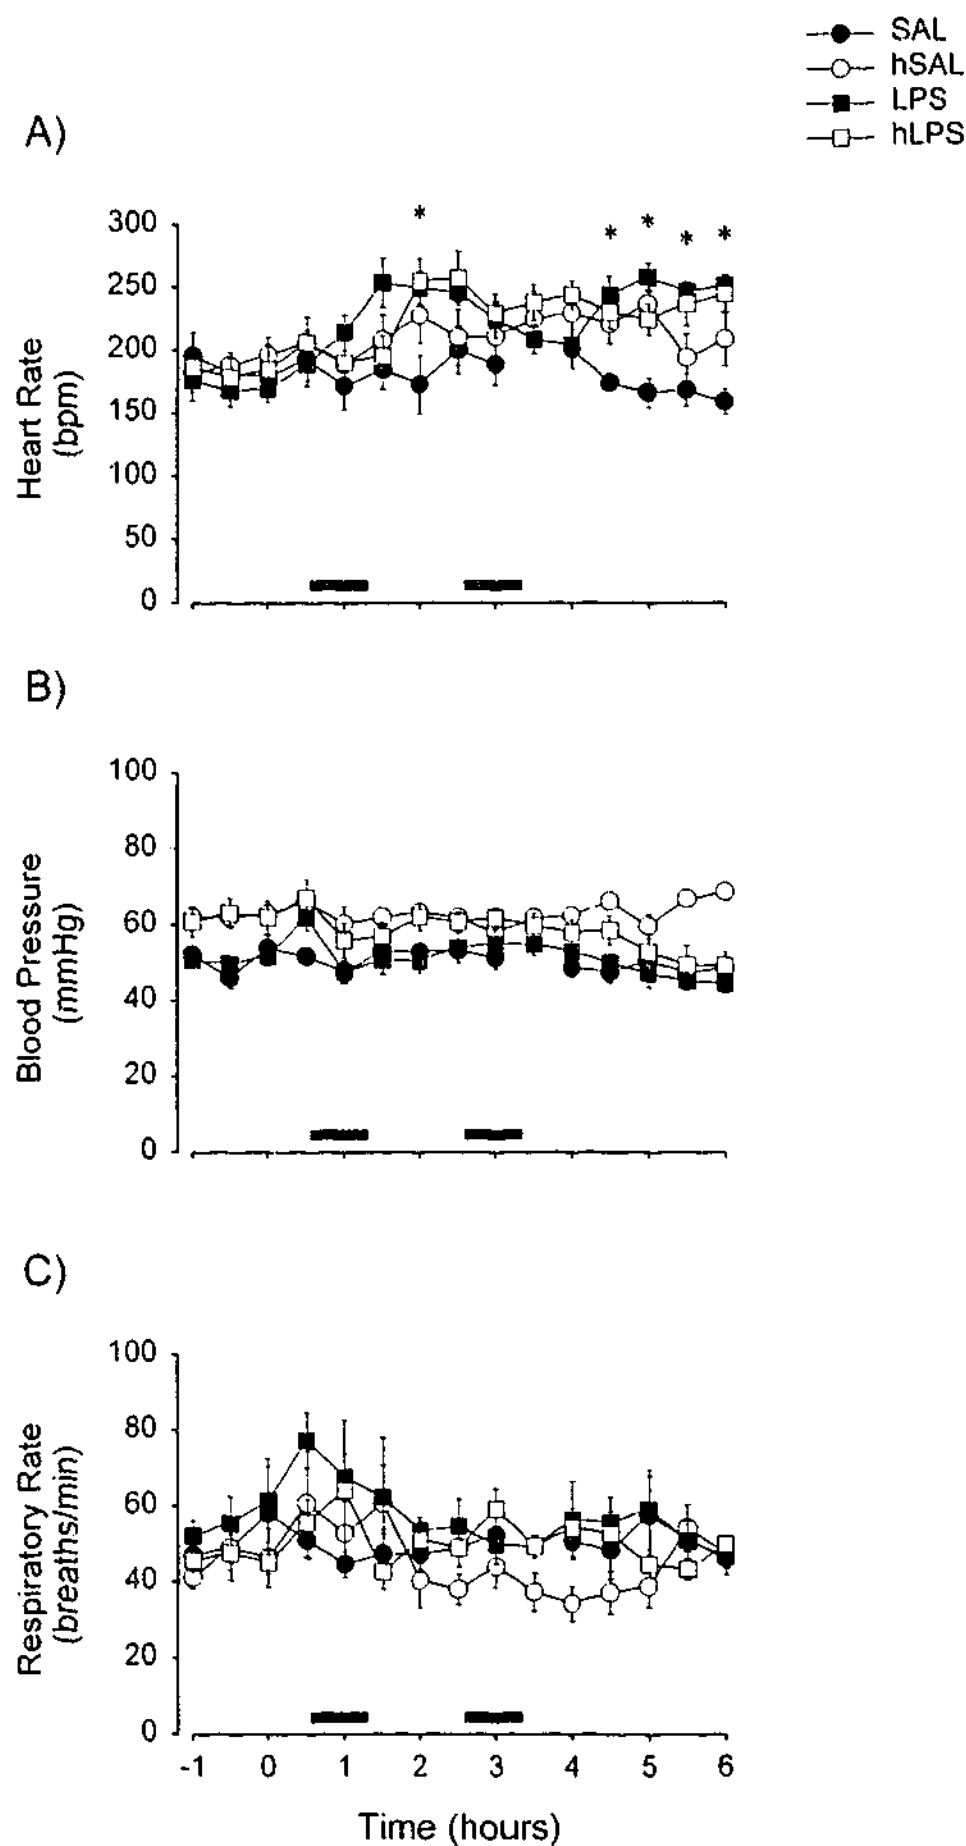 SAL
hSAL
LPS
hLPS
A)
300
250
200
150
100
50
0
Heart Rate
(bpm)
*
*
*
*
*
B)
100
80
60
40
20
0
Blood Pressure
(mmHg)
C)
100
80
60
40
20
0
Respiratory Rate
(breaths/min)
-1 0 1 2 3 4 5 6
Time (hours)